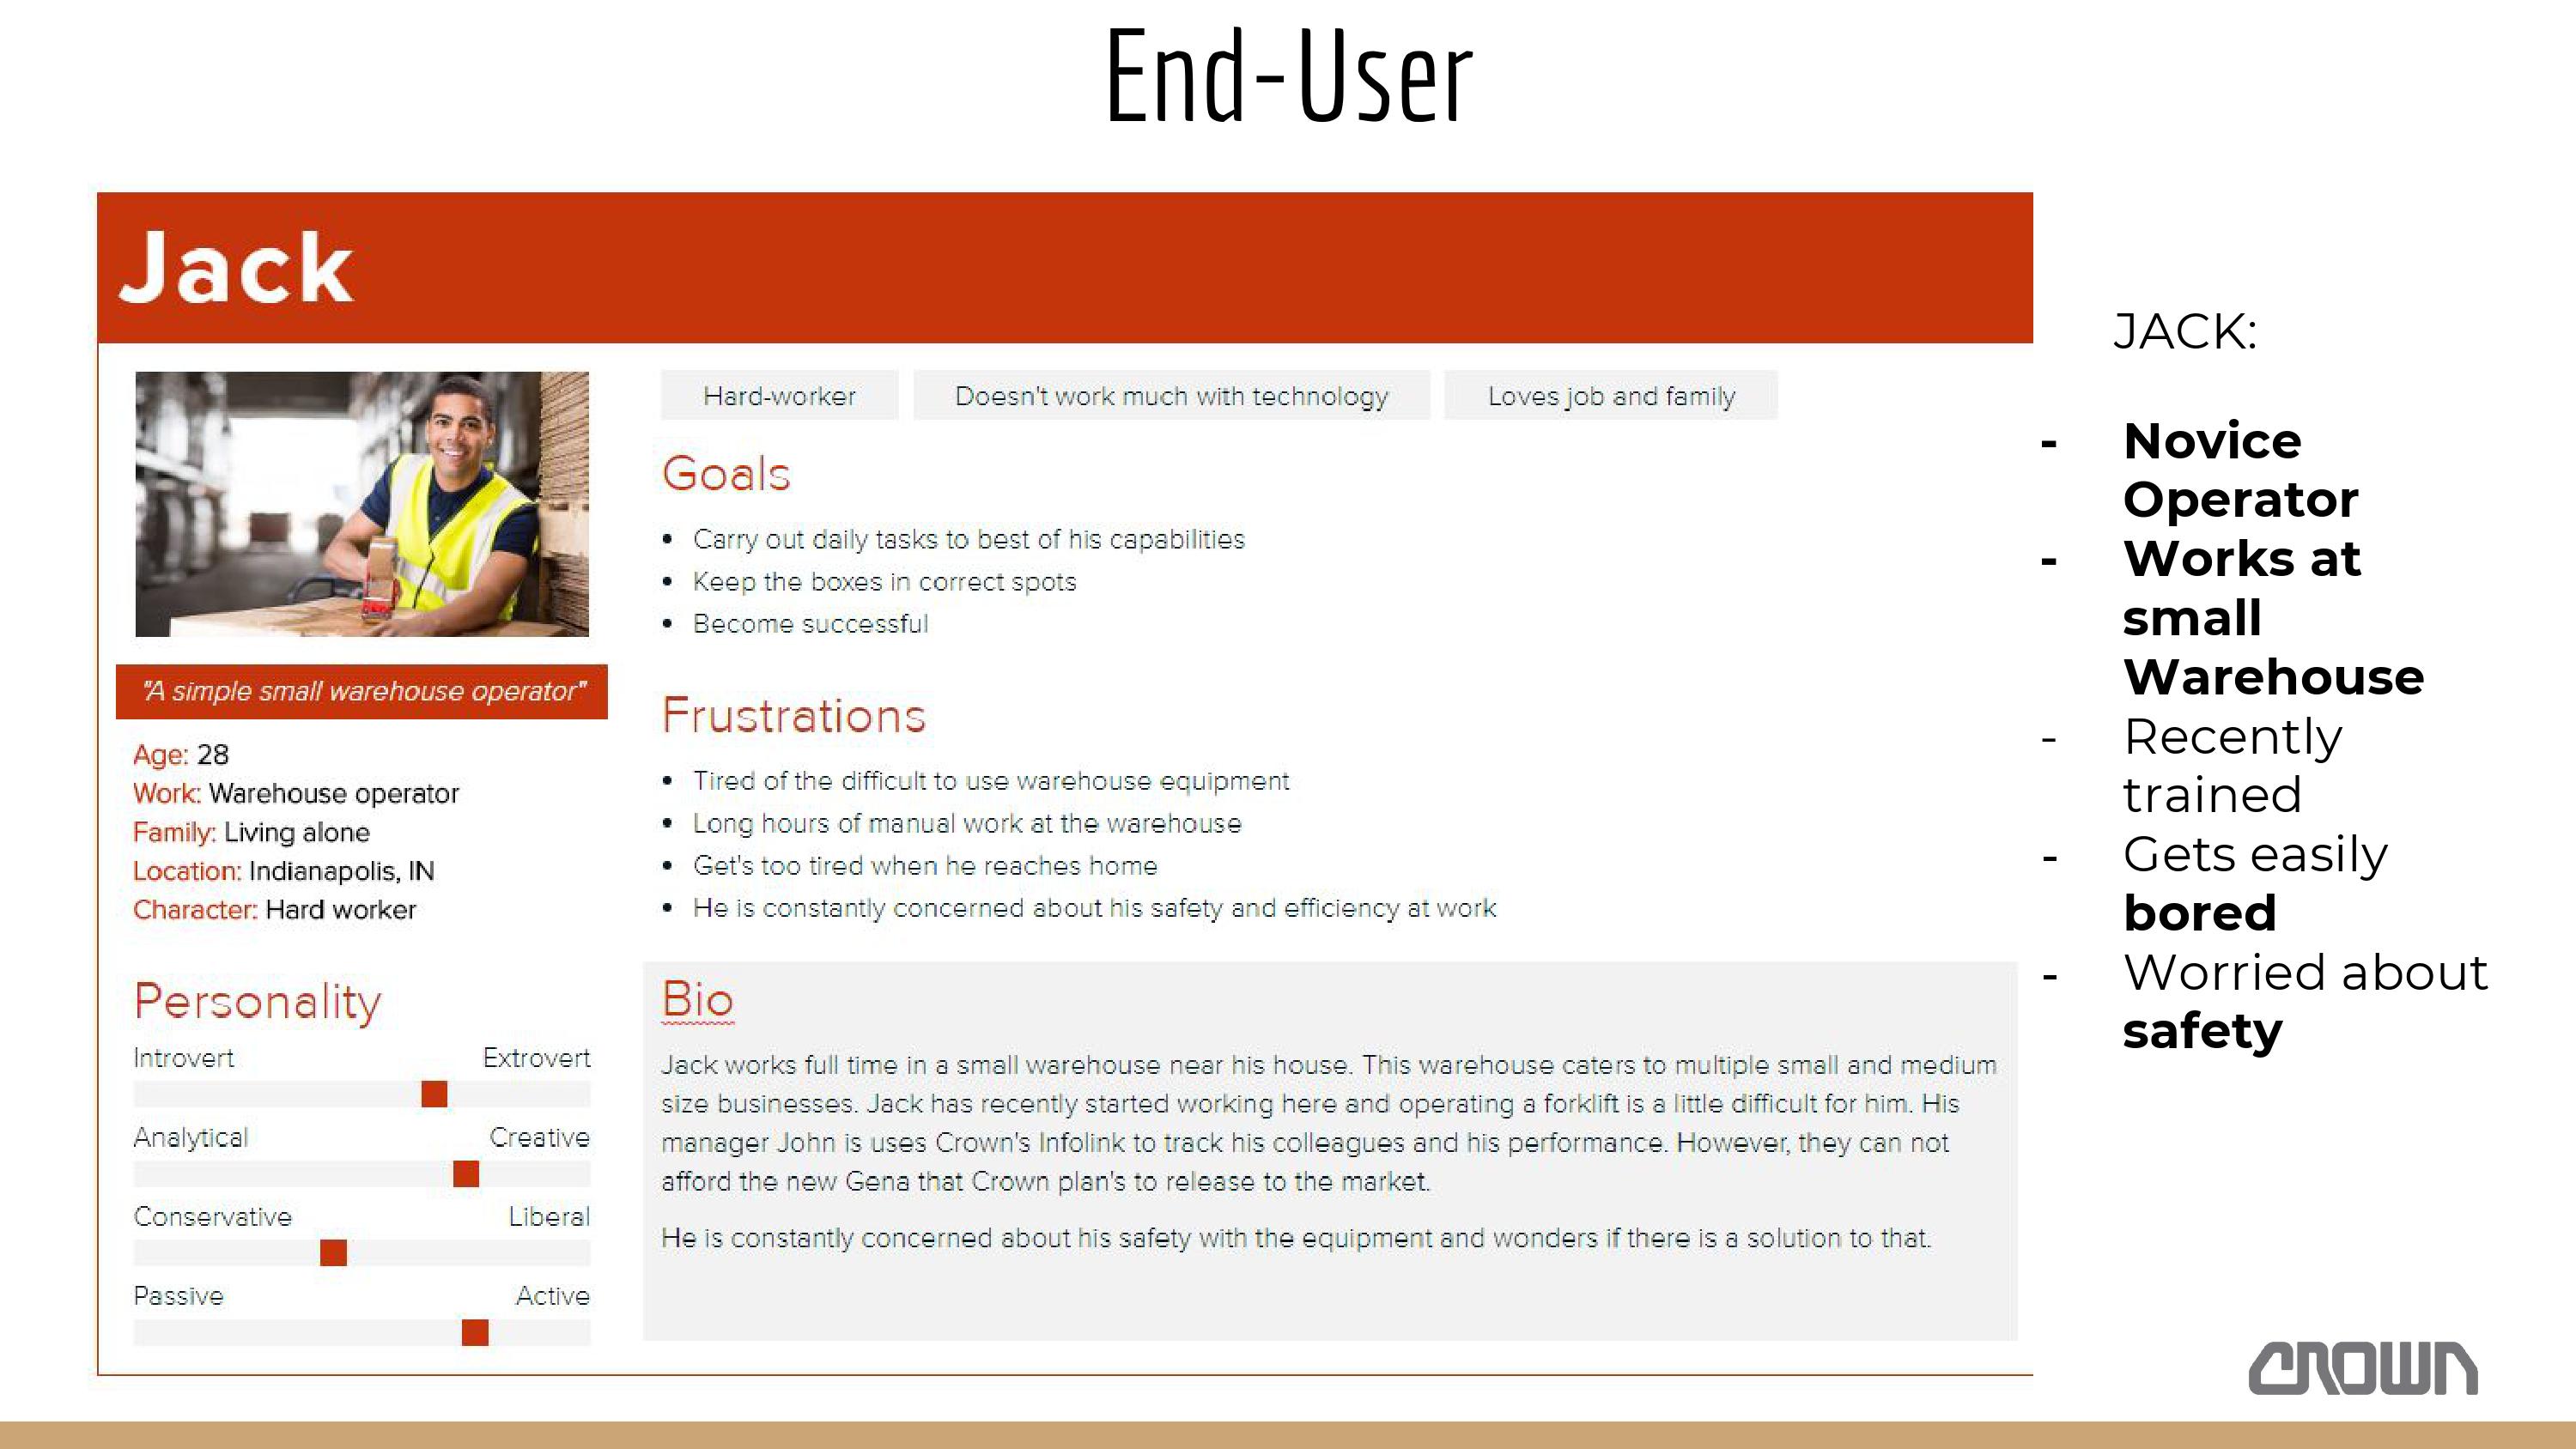 End-User
Jack
"A simple small warehouse operator"
Age: 28
Work: Warehouse operator
Family: Living alone
Location: Indianapolis, IN
Character: Hard worker
Personality
Introvert Extrovert
Analytical Creative
Conservative Liberal
Passive Active
Hard-worker Doesn't work much with technology Loves job and family
Goals
• Carry out daily tasks to best of his capabilities
• Keep the boxes in correct spots
• Become successful
Frustrations
• Tired of the difficult to use warehouse equipment
• Long hours of manual work at the warehouse
• Get's too tired when he reaches home
• He is constantly concerned about his safety and efficiency at work
Bio
Jack works full time in a small warehouse near his house. This warehouse caters to multiple small and medium
size businesses. Jack has recently started working here and operating a forklift is a little difficult for him. His
manager John is uses Crown's Infolink to track his colleagues and his performance. However, they can not
afford the new Gena that Crown plan's to release to the market.
He is constantly concerned about his safety with the equipment and wonders if there is a solution to that.
JACK:
- Novice
Operator
- Works at
small
Warehouse
- Recently
trained
- Gets easily
bored
- Worried about
safety
CROWN